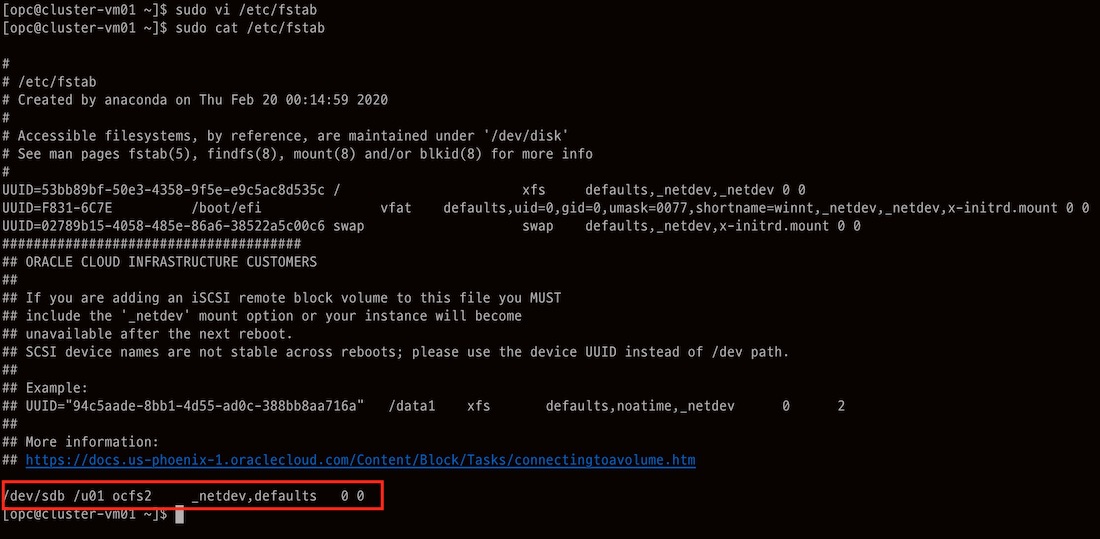 [opc@cluster-vm01 ~]$ sudo vi /etc/fstab
[opc@cluster-vm01 ~]$ sudo cat /etc/fstab
#
# /etc/fstab
# Created by anaconda on Thu Feb 20 00:14:59 2020
#
# Accessible filesystems, by reference, are maintained under '/dev/disk'
# See man pages fstab(5), findfs(8), mount(8) and/or blkid(8) for more info
#
UUID=53bb89bf-50e3-4358-9f5e-e9c5ac8d535c / xfs defaults,_netdev,_netdev 0 0
UUID=F831-6C7E /boot/efi vfat defaults,uid=0,gid=0,umask=0077,shortname=winnt,_netdev,_netdev,x-initrd.mount 0 0
UUID=02789b15-4058-485e-86a6-38522a5c00c6 swap swap defaults,_netdev,x-initrd.mount 0 0
######################################
## ORACLE CLOUD INFRASTRUCTURE CUSTOMERS
##
## If you are adding an iSCSI remote block volume to this file you MUST
## include the '_netdev' mount option or your instance will become
## unavailable after the next reboot.
## SCSI device names are not stable across reboots; please use the device UUID instead of /dev path.
##
## Example:
## UUID="94c5aade-8bb1-4d55-ad0c-388bb8aa716a" /data1 xfs defaults,noatime,_netdev 0 2
##
## More information:
## https://docs.us-phoenix-1.oraclecloud.com/Content/Block/Tasks/connectingtoavolume.htm
/dev/sdb /u01 ocfs2 _netdev,defaults 0 0
[opc@cluster-vm01 ~]$